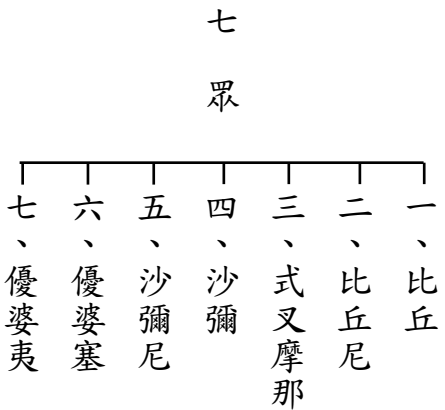 七眾
一、比丘
二、比丘尼
三、式叉摩那
四、沙彌
五、沙彌尼
六、優婆塞
七、優婆夷